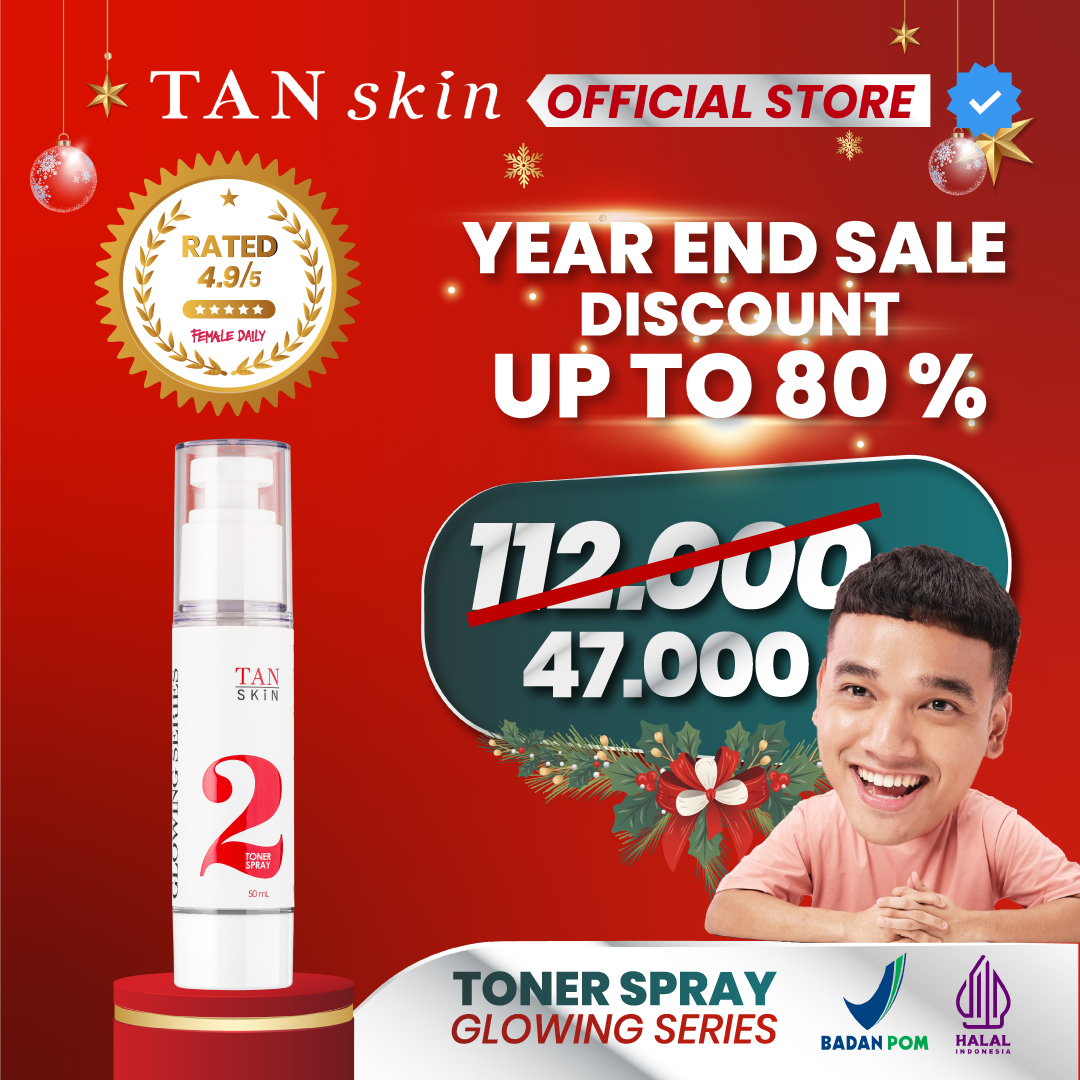 TAN skin
OFFICIAL STORE
RATED
4.9/5
FEMALE DAILY
YEAR END SALE
DISCOUNT
UP TO 80 %
112.000
47.000
GLOWING SERIES
TAN
SKiN
2
TONER
SPRAY
50 mL
TONER SPRAY
GLOWING SERIES
BADAN POM
HALAL
INDONESIA